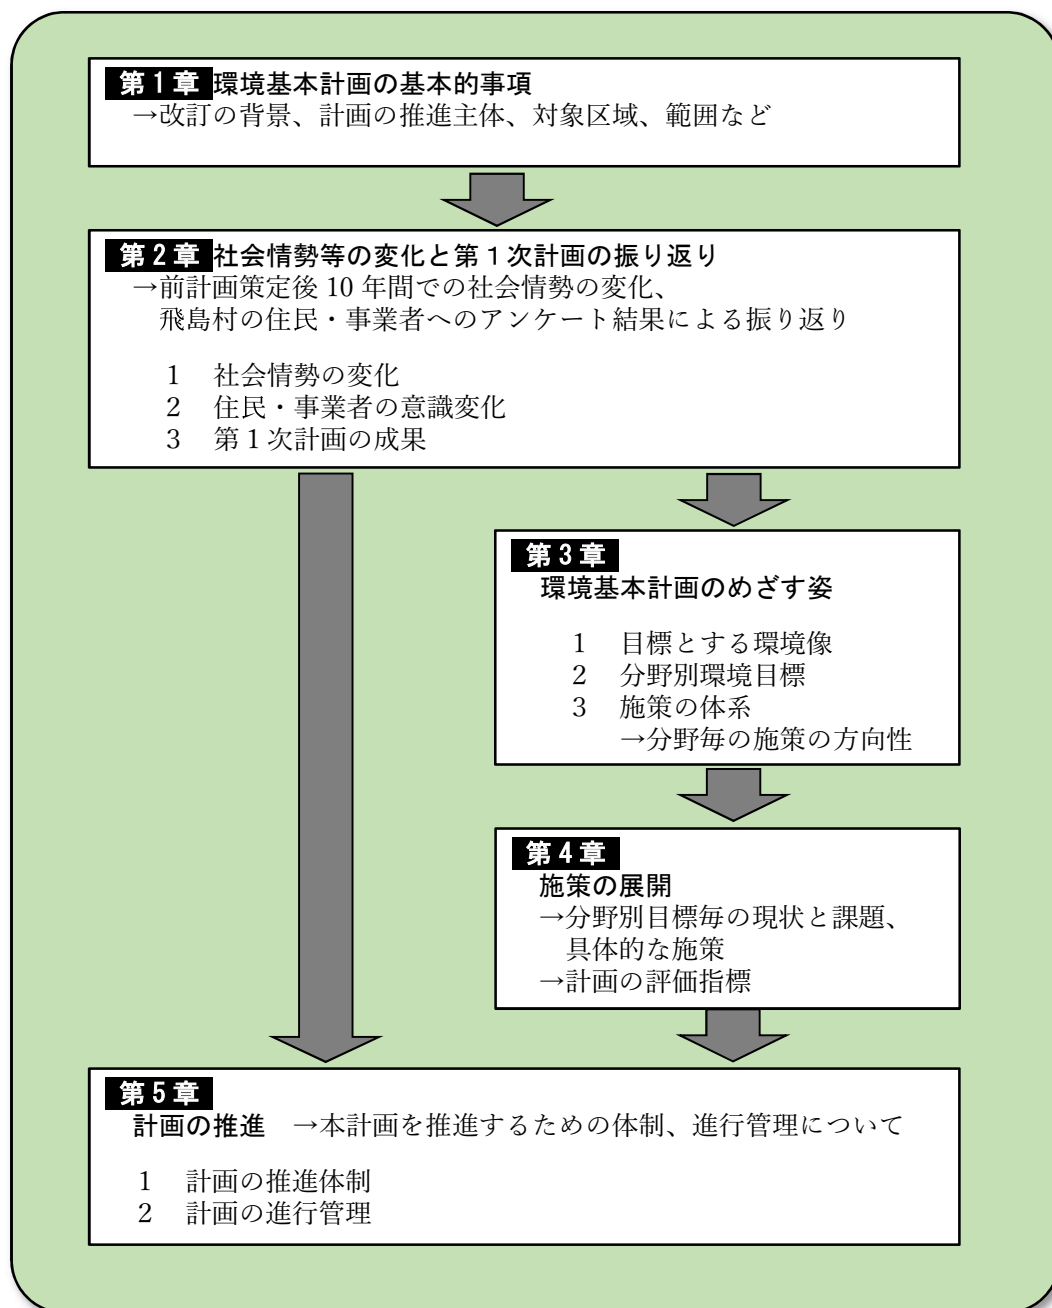 第１章 環境基本計画の基本的事項
→改訂の背景、計画の推進主体、対象区域、範囲など
第２章 社会情勢等の変化と第１次計画の振り返り
→前計画策定後 10 年間での社会情勢の変化、
飛島村の住民・事業者へのアンケート結果による振り返り
1 社会情勢の変化
2 住民・事業者の意識変化
3 第１次計画の成果
第３章
環境基本計画のめざす姿
1 目標とする環境像
2 分野別環境目標
3 施策の体系
→分野毎の施策の方向性
第４章
施策の展開
→分野別目標毎の現状と課題、
具体的な施策
→計画の評価指標
第５章
計画の推進 →本計画を推進するための体制、進行管理について
1 計画の推進体制
2 計画の進行管理